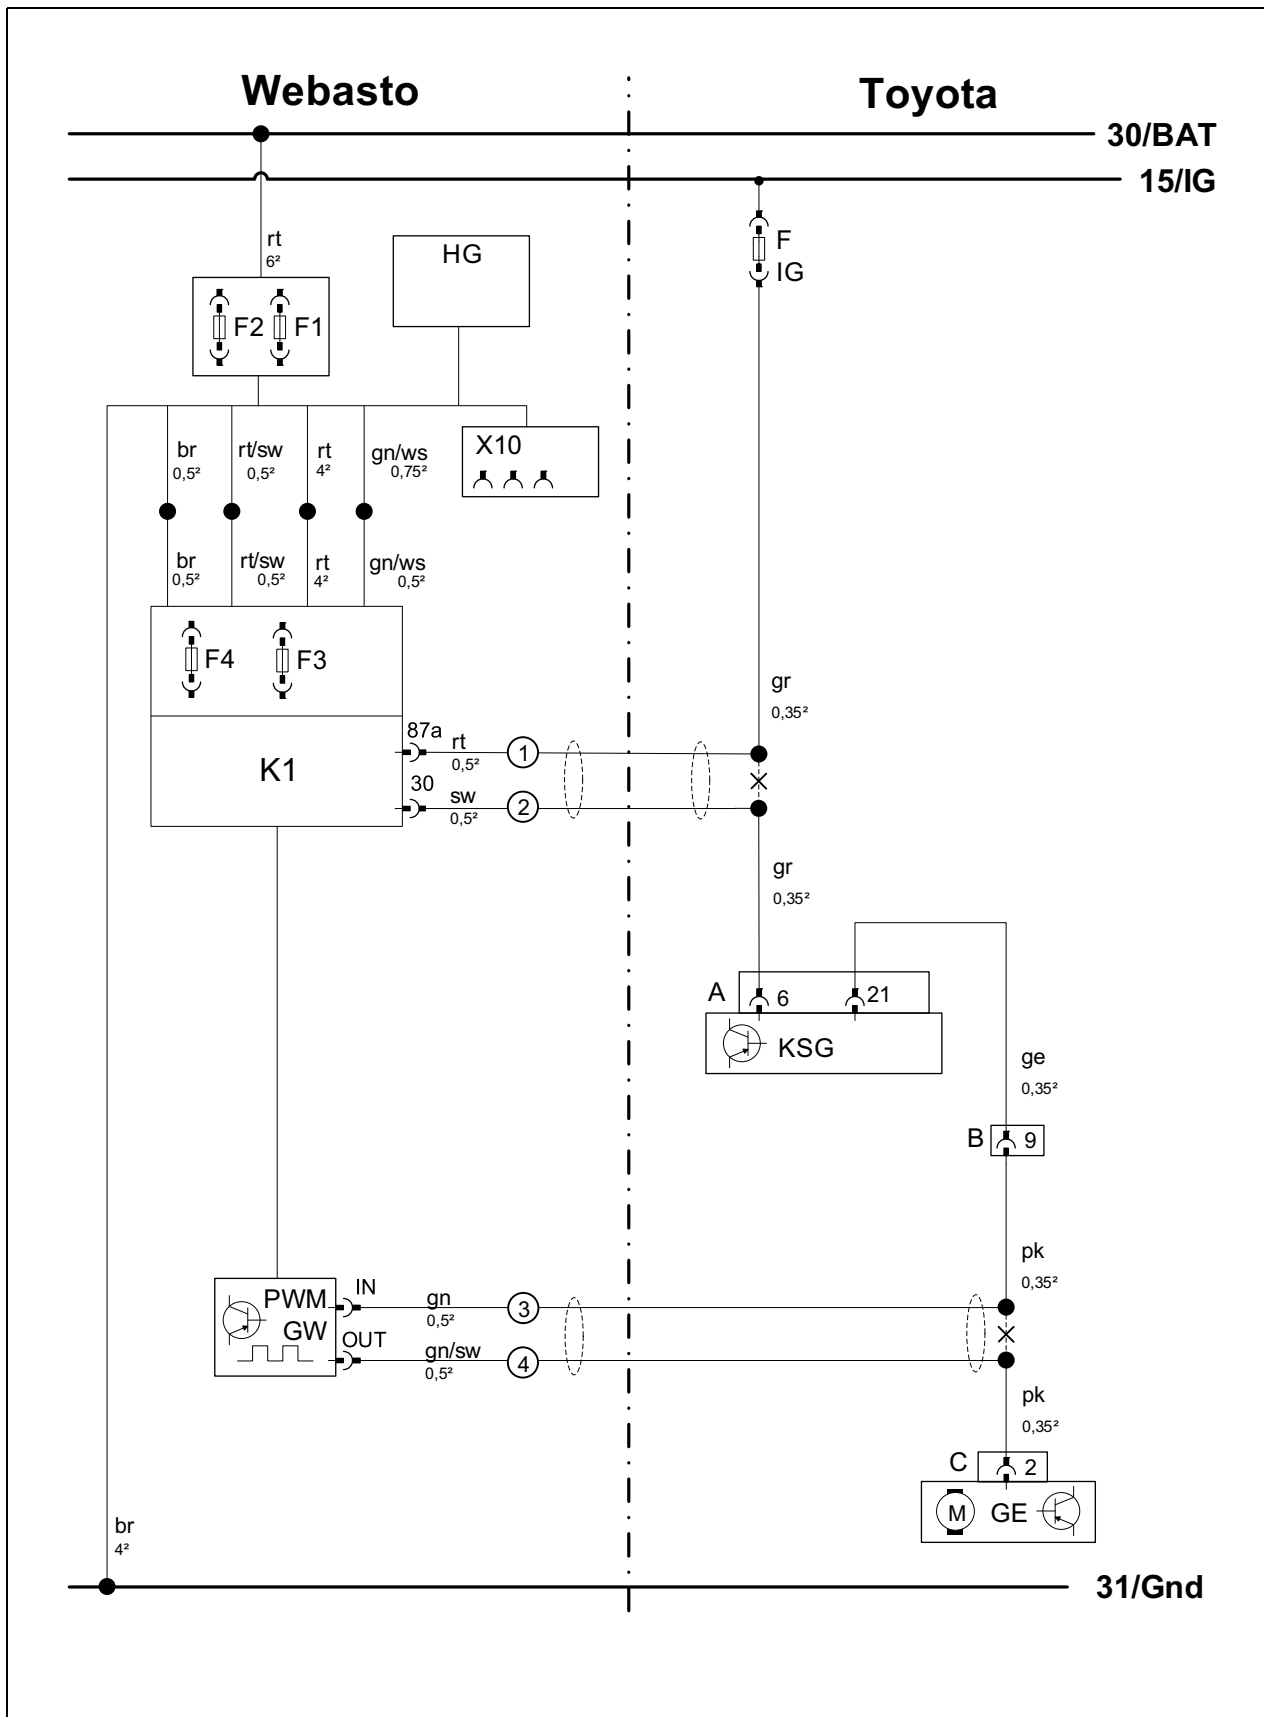 Webasto
Toyota
30/BAT
15/IG
rt
6²
HG
F
IG
F2
F1
br
0,5²
rt/sw
0,5²
rt
4²
gn/ws
0,75²
X10
br
0,5²
rt/sw
0,5²
rt
4²
gn/ws
0,5²
F4
F3
gr
0,35²
87a
rt
0,5²
1
K1
30
sw
0,5²
2
gr
0,35²
A
6
21
KSG
ge
0,35²
B
9
pk
0,35²
PWM
GW
IN
gn
0,5²
3
OUT
gn/sw
0,5²
4
pk
0,35²
C
2
M
GE
br
4²
31/Gnd